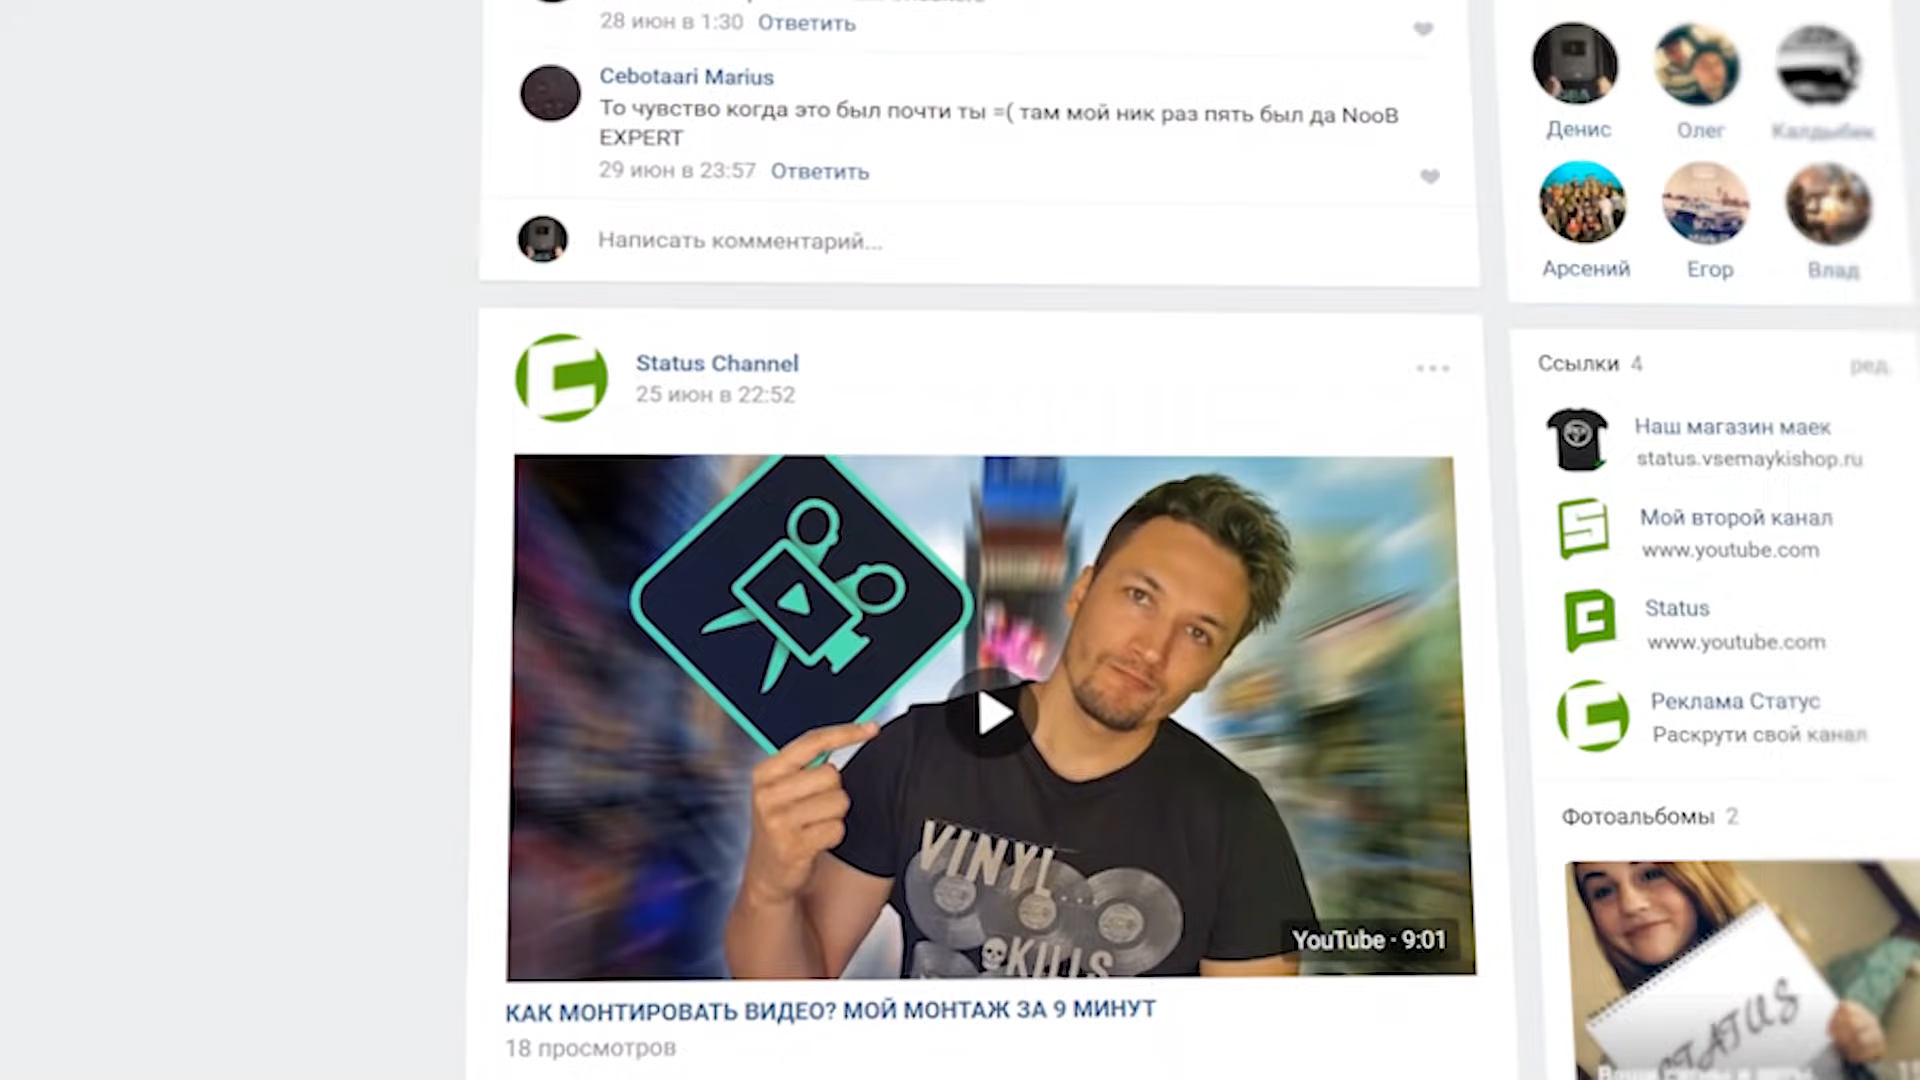 28 июн в 1:30 Ответить
Cebotaari Marius
То чувство когда это был почти ты =( там мой ник раз пять был да NooB
EXPERT
29 июн в 23:57 Ответить
Написать комментарий...
Status Channel
25 июн в 22:52
VINYL
KILLS
YouTube · 9:01
КАК МОНТИРОВАТЬ ВИДЕО? МОЙ МОНТАЖ ЗА 9 МИНУТ
18 просмотров
Денис
Олег
Калдыбек
Арсений
Егор
Влад
Ссылки 4
ред.
Наш магазин маек
status.vsemaykishop.ru
Мой второй канал
www.youtube.com
Status
www.youtube.com
Реклама Статус
Раскрути свой канал
Фотоальбомы 2
STATUS